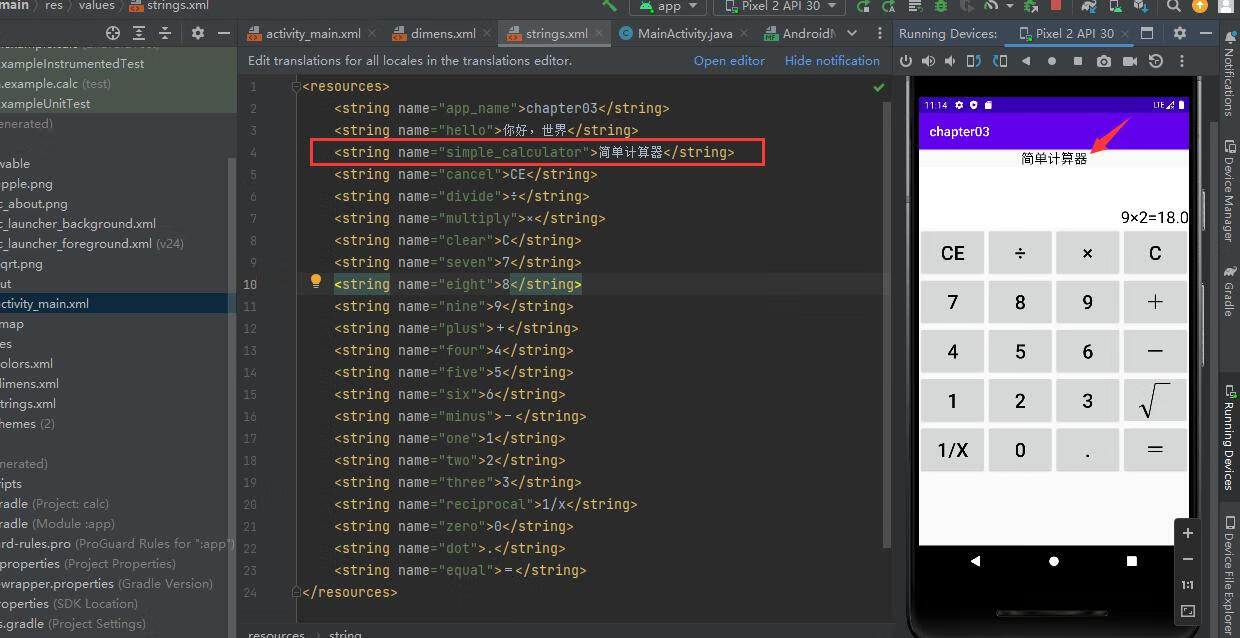 main
res
values
strings.xml
app
Pixel 2 API 30
activity_main.xml
dimens.xml
strings.xml
MainActivity.java
Running Devices:
Pixel 2 API 30
Edit translations for all locales in the translations editor.
Open editor
Hide notification
xampleInstrumentedTest
.example.calc (test)
xampleUnitTest
enerated)
wable
pple.png
c_about.png
c_launcher_background.xml
c_launcher_foreground.xml (v24)
qrt.png
ut
ctivity_main.xml
map
es
olors.xml
dimens.xml
trings.xml
hemes (2)
nerated)
ripts
radle (Project: calc)
radle (Module :app)
ard-rules.pro (ProGuard Rules for ":app")
properties (Project Properties)
-wrapper.properties (Gradle Version)
roperties (SDK Location)
s.gradle (Project Settings)
1 <resources>
2 <string name="app_name">chapter03</string>
3 <string name="hello">你好，世界</string>
4 <string name="simple_calculator">简单计算器</string>
5 <string name="cancel">CE</string>
6 <string name="divide">÷</string>
7 <string name="multiply">×</string>
8 <string name="clear">C</string>
9 <string name="seven">7</string>
10 <string name="eight">8</string>
11 <string name="nine">9</string>
12 <string name="plus">＋</string>
13 <string name="four">4</string>
14 <string name="five">5</string>
15 <string name="six">6</string>
16 <string name="minus">－</string>
17 <string name="one">1</string>
18 <string name="two">2</string>
19 <string name="three">3</string>
20 <string name="reciprocal">1/x</string>
21 <string name="zero">0</string>
22 <string name="dot">.</string>
23 <string name="equal">＝</string>
24 </resources>
resources
string
11:14
LTE
chapter03
简单计算器
9×2=18.0
CE ÷ × C
7 8 9 ＋
4 5 6 －
1 2 3 √
1/X 0 . ＝
1:1
Notifications
Device Manager
Gradle
Running Devices
Device File Explorer